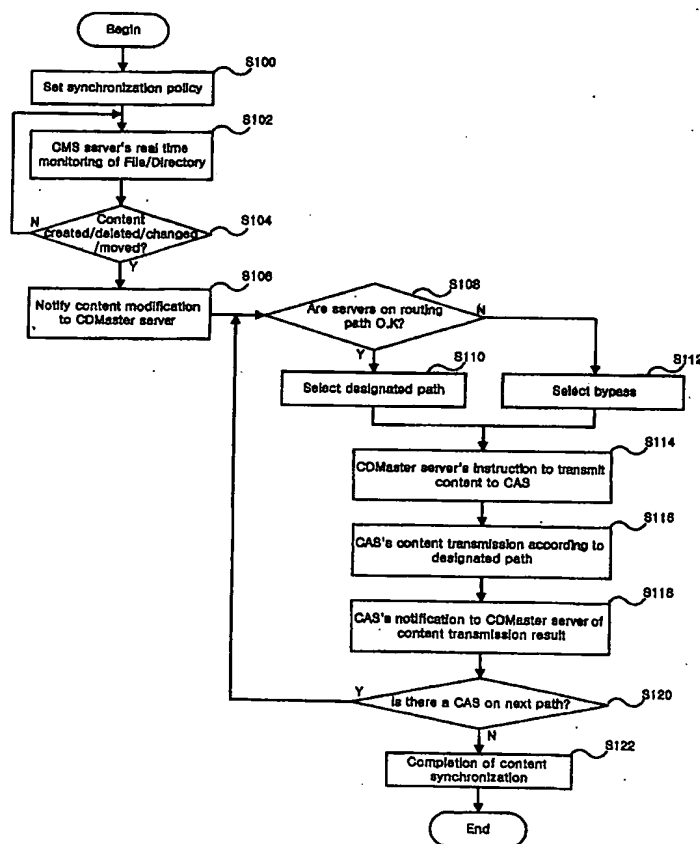 Begin
S100
Set synchronization policy
S102
CMS server's real time
monitoring of File/Directory
S104
Content
created/deleted/changed
/moved?
N
Y
S106
Notify content modification
to CDMaster server
S108
Are servers on routing
path O.K?
N
Y
S110
Select designated path
S112
Select bypass
S114
CDMaster server's instruction to transmit
content to CAS
S116
CAS's content transmission according to
designated path
S118
CAS's notification to CDMaster server of
content transmission result
Y
S120
Is there a CAS on next path?
N
S122
Completion of content
synchronization
End